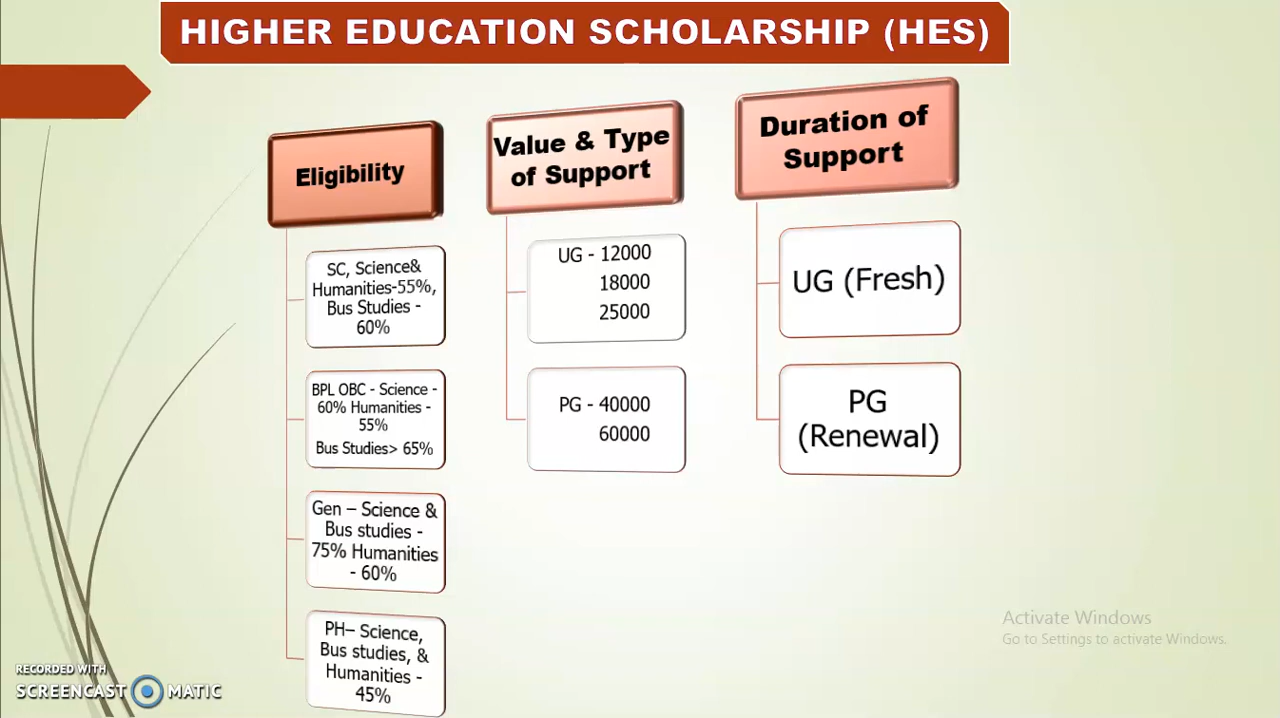 HIGHER EDUCATION SCHOLARSHIP (HES)
Eligibility
SC, Science&
Humanities-55%,
Bus Studies -
60%
BPL OBC - Science -
60% Humanities -
55%
Bus Studies> 65%
Gen – Science &
Bus studies -
75% Humanities
- 60%
PH– Science,
Bus studies, &
Humanities -
45%
Value & Type
of Support
UG - 12000
18000
25000
PG - 40000
60000
Duration of
Support
UG (Fresh)
PG
(Renewal)
Activate Windows
Go to Settings to activate Windows.
RECORDED WITH
SCREENCAST MATIC